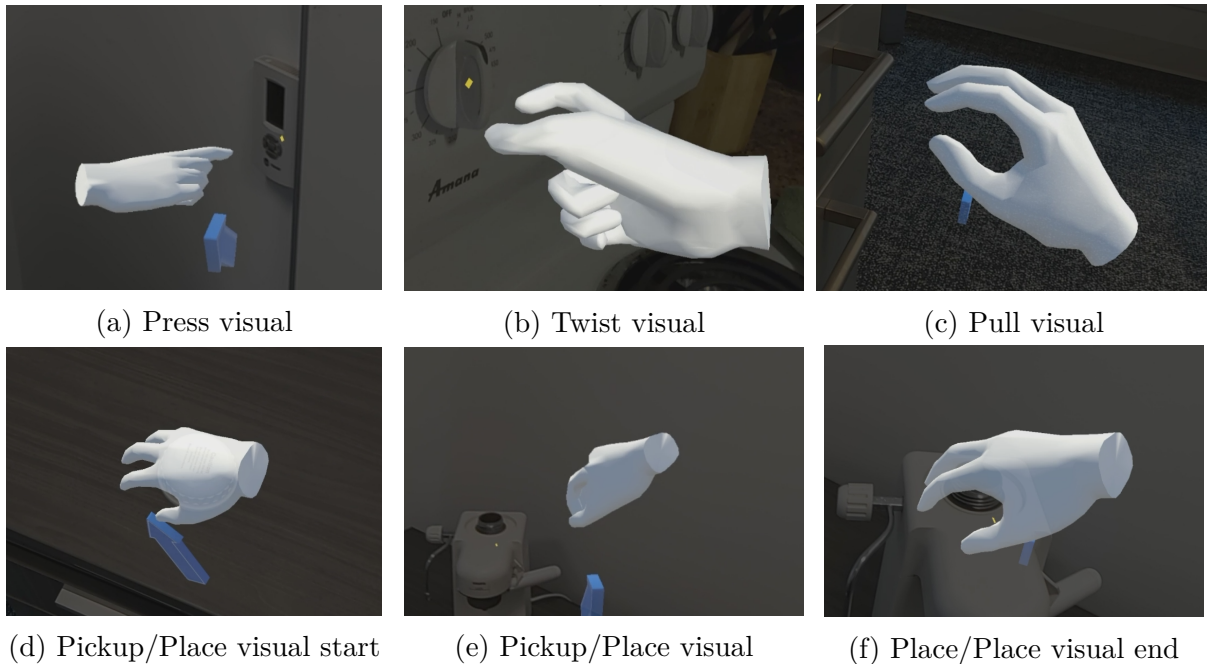 Amana
(a) Press visual
(b) Twist visual
(c) Pull visual
(d) Pickup/Place visual start
(e) Pickup/Place visual
(f) Place/Place visual end